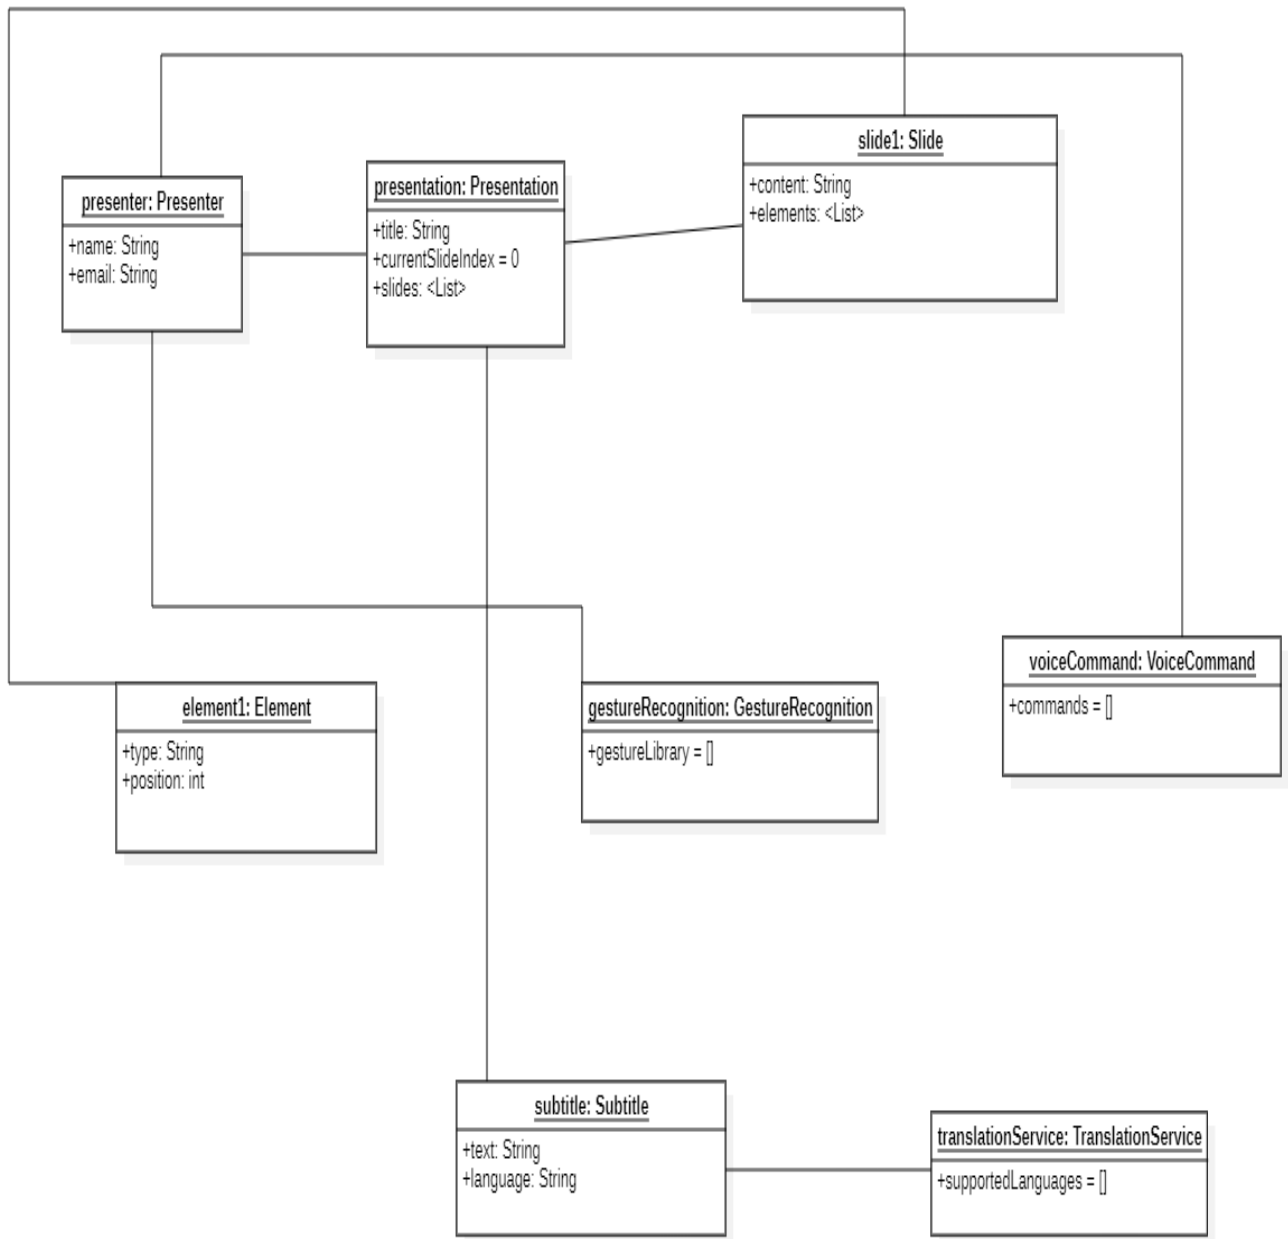 slide1: Slide
+content: String
+elements: <List>
presenter: Presenter
+name: String
+email: String
presentation: Presentation
+title: String
+currentSlideIndex = 0
+slides: <List>
voiceCommand: VoiceCommand
+commands = []
element1: Element
+type: String
+position: int
gestureRecognition: GestureRecognition
+gestureLibrary = []
subtitle: Subtitle
+text: String
+language: String
translationService: TranslationService
+supportedLanguages = []